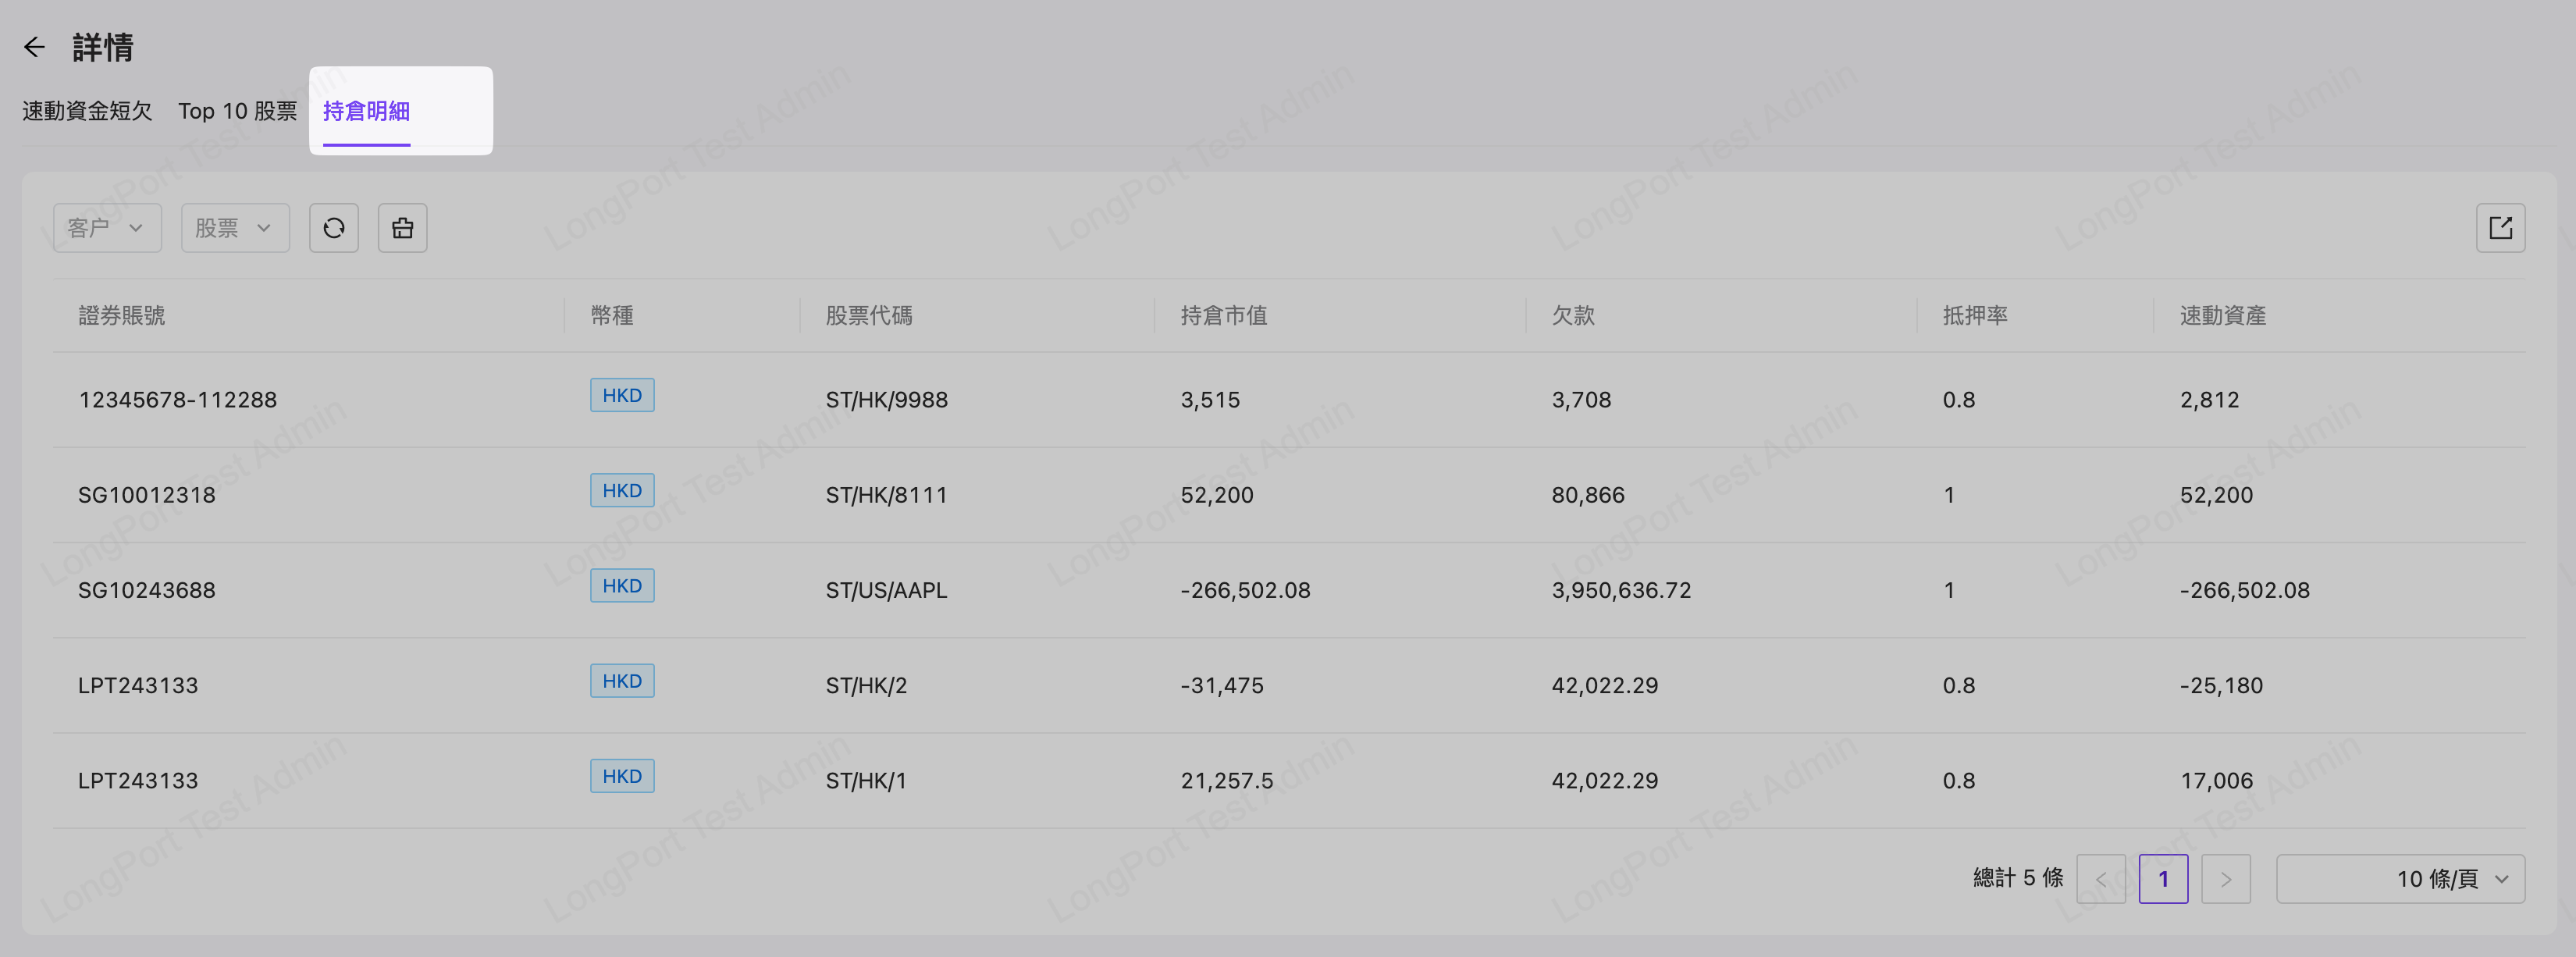 詳情
速動資金短欠 Top 10 股票 持倉明細
客户 股票
證券賬號 幣種 股票代碼 持倉市值 欠款 抵押率 速動資產
12345678-112288 HKD ST/HK/9988 3,515 3,708 0.8 2,812
SG10012318 HKD ST/HK/8111 52,200 80,866 1 52,200
SG10243688 HKD ST/US/AAPL -266,502.08 3,950,636.72 1 -266,502.08
LPT243133 HKD ST/HK/2 -31,475 42,022.29 0.8 -25,180
LPT243133 HKD ST/HK/1 21,257.5 42,022.29 0.8 17,006
總計 5 條 < 1 > 10 條/頁
LongPort Test Admin